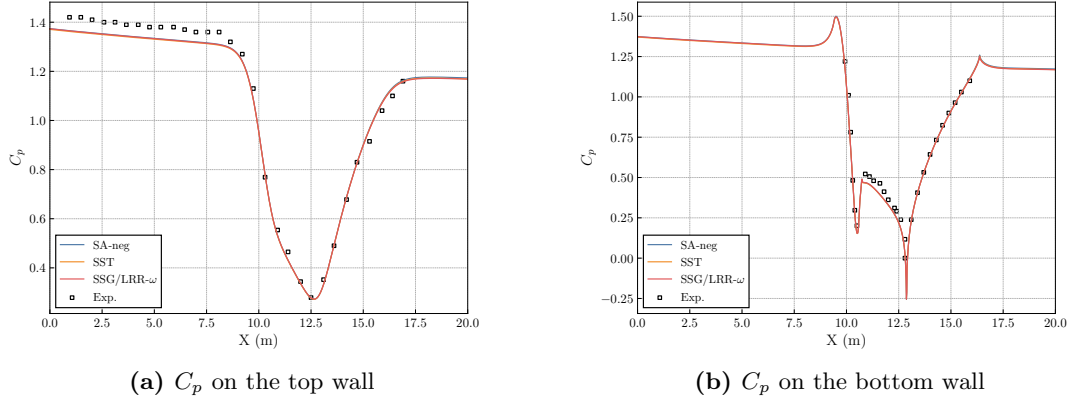 1.4
1.2
1.0
0.8
0.6
0.4
C_p
SA-neg
SST
SSG/LRR-ω
Exp.
0.0 2.5 5.0 7.5 10.0 12.5 15.0 17.5 20.0
X (m)
(a) C_p on the top wall
1.50
1.25
1.00
0.75
0.50
0.25
0.00
−0.25
C_p
SA-neg
SST
SSG/LRR-ω
Exp.
0.0 2.5 5.0 7.5 10.0 12.5 15.0 17.5 20.0
X (m)
(b) C_p on the bottom wall